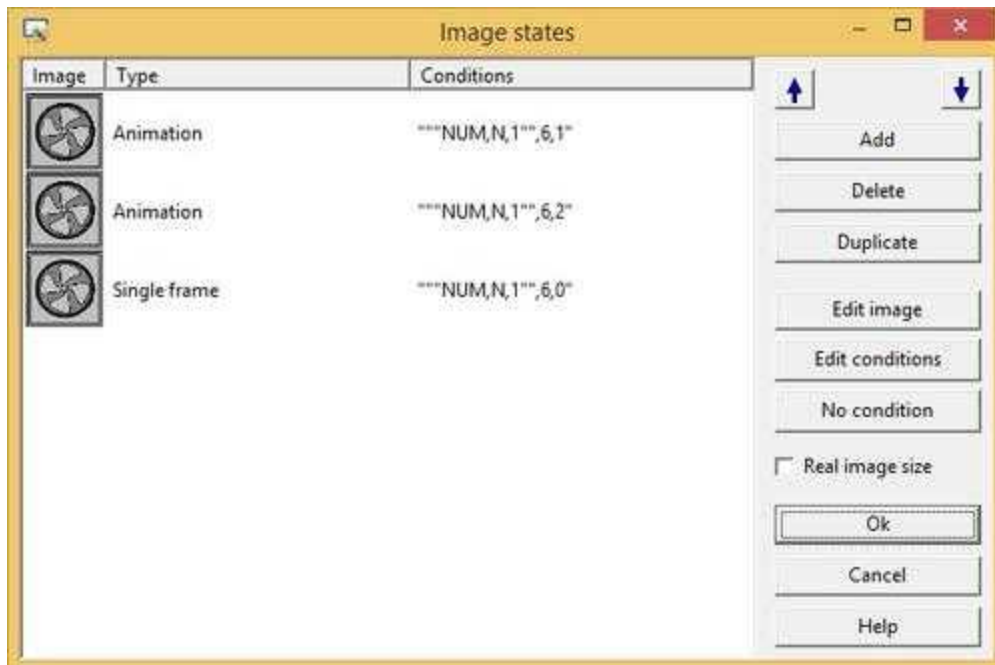 Image states
Image Type Conditions
Animation """NUM,N,1"",6,1"
Animation """NUM,N,1"",6,2"
Single frame """NUM,N,1"",6,0"
Add
Delete
Duplicate
Edit image
Edit conditions
No condition
Real image size
Ok
Cancel
Help